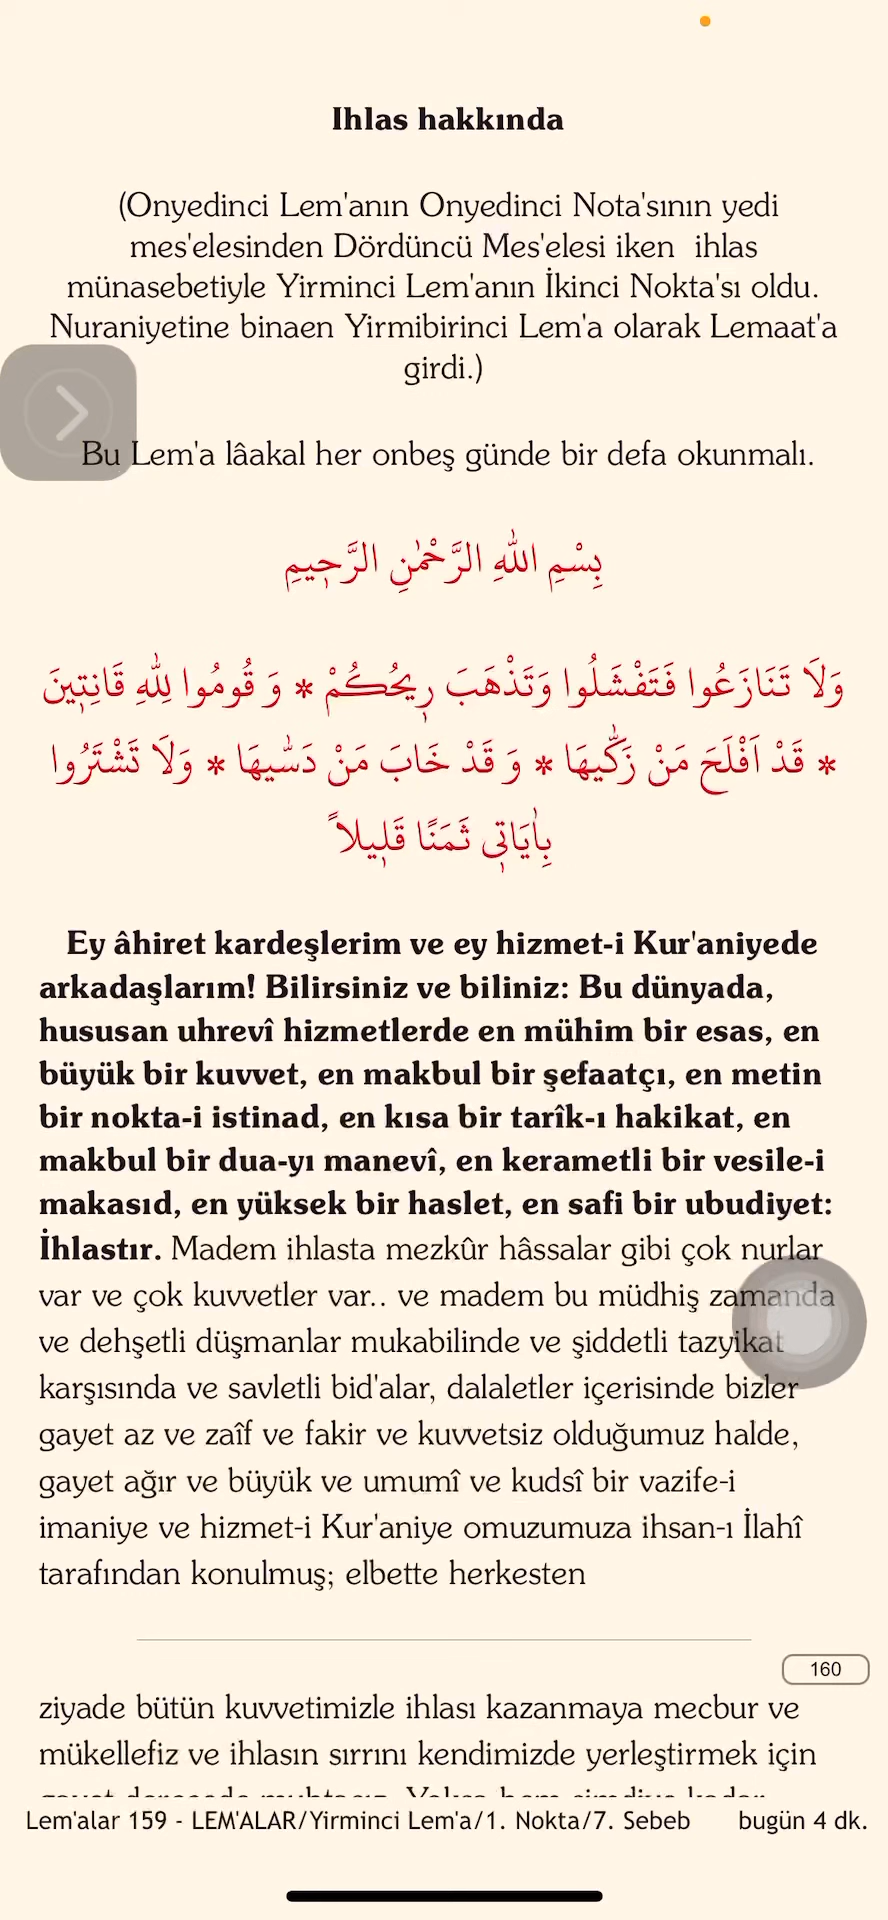 Ihlas hakkında
(Onyedinci Lem'anın Onyedinci Nota'sının yedi
mes'elesinden Dördüncü Mes'elesi iken ihlas
münasebetiyle Yirminci Lem'anın İkinci Nokta'sı oldu.
Nuraniyetine binaen Yirmibirinci Lem'a olarak Lemaat'a
girdi.)
Bu Lem'a lâakal her onbeş günde bir defa okunmalı.
بِسْمِ اللهِ الرَّحْمٰنِ الرَّحِيمِ
وَلَا تَنَازَعُوا فَتَفْشَلُوا وَتَذْهَبَ رِيحُكُمْ * وَ قُومُوا لِلهِ قَانِتِينَ
* قَدْ اَفْلَحَ مَنْ زَكّٰيهَا * وَ قَدْ خَابَ مَنْ دَسّٰيهَا * وَلَا تَشْتَرُوا
بِاٰيَاتِى ثَمَنًا قَلِيلاً
Ey âhiret kardeşlerim ve ey hizmet-i Kur'aniyede
arkadaşlarım! Bilirsiniz ve biliniz: Bu dünyada,
hususan uhrevî hizmetlerde en mühim bir esas, en
büyük bir kuvvet, en makbul bir şefaatçı, en metin
bir nokta-i istinad, en kısa bir tarîk-ı hakikat, en
makbul bir dua-yı manevî, en kerametli bir vesile-i
makasıd, en yüksek bir haslet, en safi bir ubudiyet:
İhlastır. Madem ihlasta mezkûr hâssalar gibi çok nurlar
var ve çok kuvvetler var.. ve madem bu müdhiş zamanda
ve dehşetli düşmanlar mukabilinde ve şiddetli tazyikat
karşısında ve savletli bid'alar, dalaletler içerisinde bizler
gayet az ve zaîf ve fakir ve kuvvetsiz olduğumuz halde,
gayet ağır ve büyük ve umumî ve kudsî bir vazife-i
imaniye ve hizmet-i Kur'aniye omuzumuza ihsan-ı İlahî
tarafından konulmuş; elbette herkesten
160
ziyade bütün kuvvetimizle ihlası kazanmaya mecbur ve
mükellefiz ve ihlasın sırrını kendimizde yerleştirmek için
Lem'alar 159 - LEM'ALAR/Yirminci Lem'a/1. Nokta/7. Sebeb bugün 4 dk.